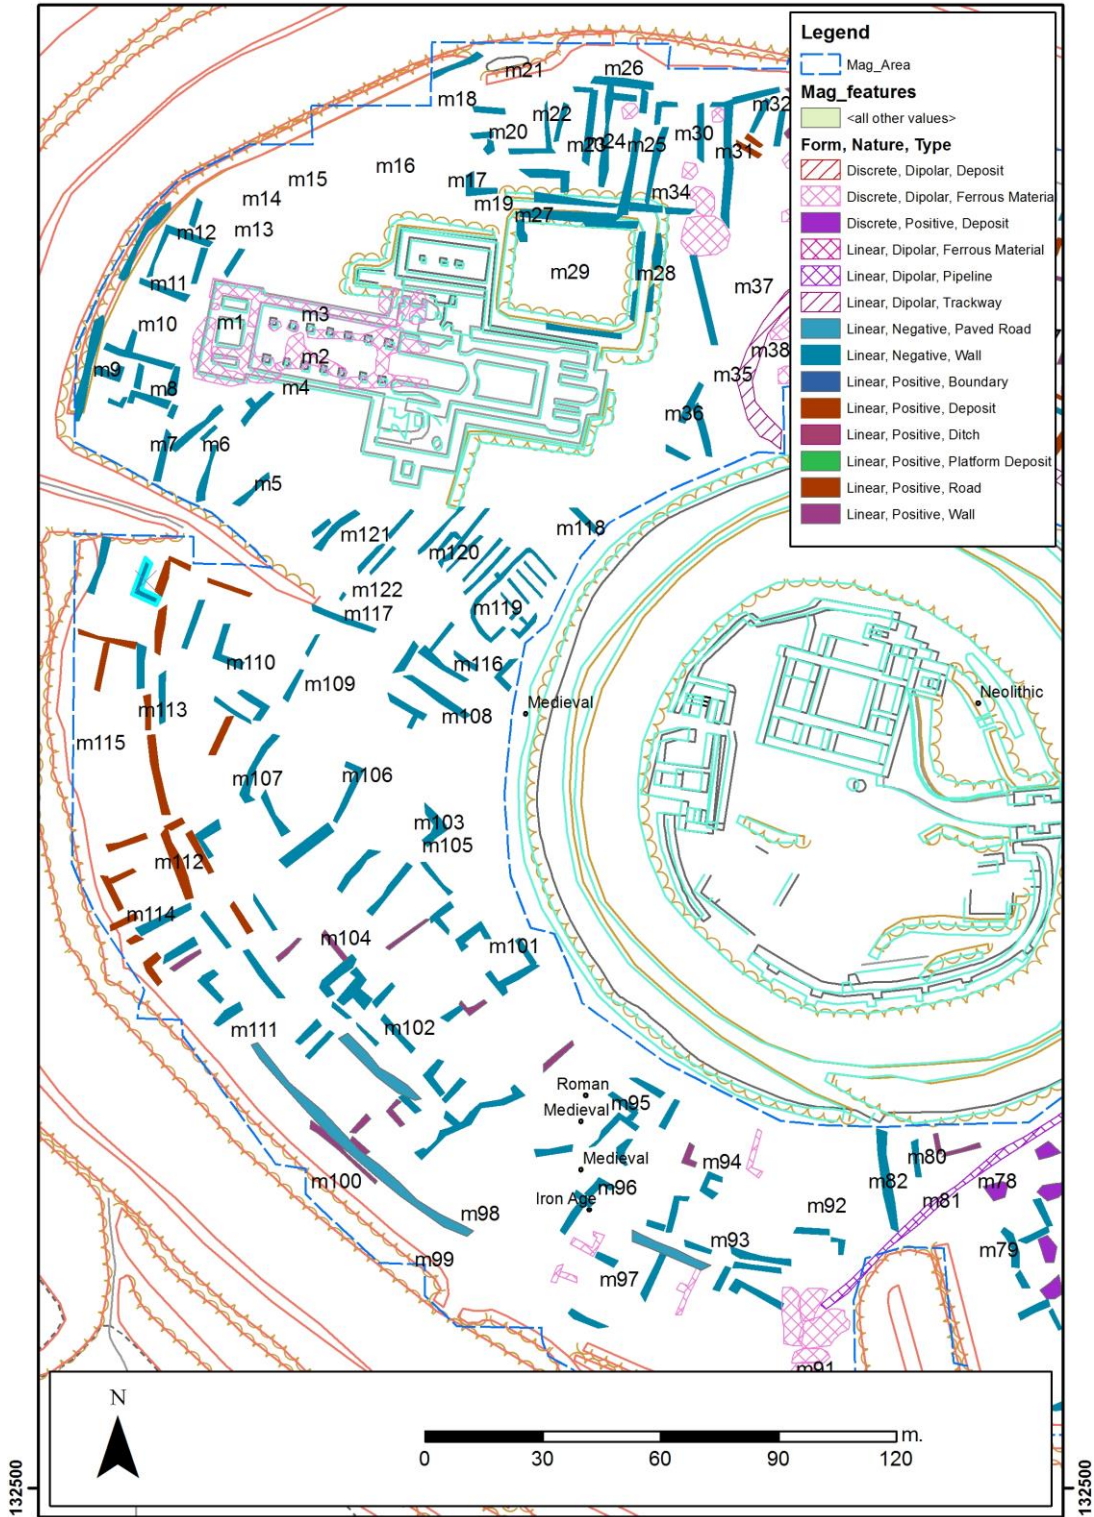 Legend
Mag_Area
Mag_features
<all other values>
Form, Nature, Type
Discrete, Dipolar, Deposit
Discrete, Dipolar, Ferrous Materia
Discrete, Positive, Deposit
Linear, Dipolar, Ferrous Material
Linear, Dipolar, Pipeline
Linear, Dipolar, Trackway
Linear, Negative, Paved Road
Linear, Negative, Wall
Linear, Positive, Boundary
Linear, Positive, Deposit
Linear, Positive, Ditch
Linear, Positive, Platform Deposit
Linear, Positive, Road
Linear, Positive, Wall
m21
m26
m18
m22
m32
m20
m23
m24
m25
m30
m31
m16
m15
m17
m14
m19
m34
m27
m12
m13
m29
m28
m11
m37
m10
m1
m3
m38
m2
m35
m9
m8
m4
m36
m7
m6
m5
m121
m118
m120
m122
m119
m117
m110
m116
m109
Neolithic
m113
m108
Medieval
m115
m107
m106
m103
m105
m112
m114
m104
m101
m111
m102
Roman
m95
Medieval
m80
Medieval
m94
m100
m82
m78
m96
Iron Age
m81
m98
m92
m93
m79
m99
m97
m91
N
m.
0 30 60 90 120
132500
132500